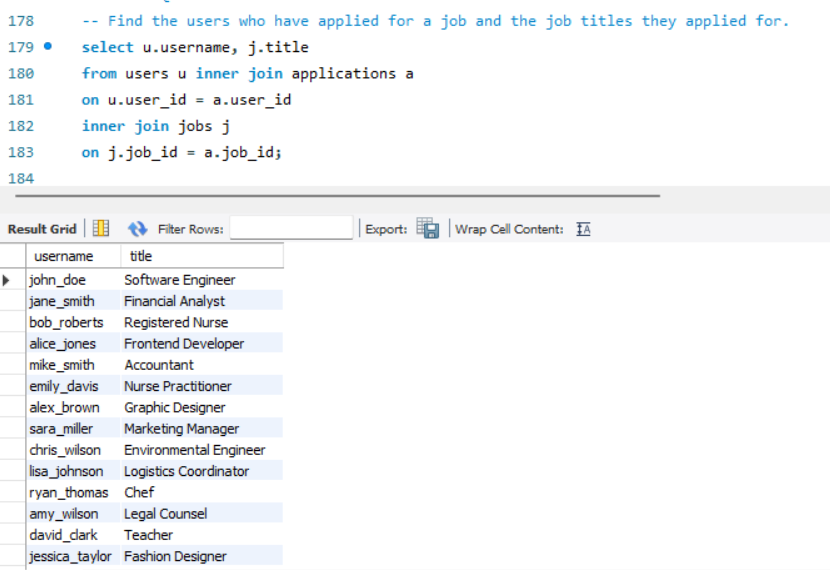 178 -- Find the users who have applied for a job and the job titles they applied for.
179 select u.username, j.title
180 from users u inner join applications a
181 on u.user_id = a.user_id
182 inner join jobs j
183 on j.job_id = a.job_id;
184
Result Grid Filter Rows: Export: Wrap Cell Content: IA
username title
john_doe Software Engineer
jane_smith Financial Analyst
bob_roberts Registered Nurse
alice_jones Frontend Developer
mike_smith Accountant
emily_davis Nurse Practitioner
alex_brown Graphic Designer
sara_miller Marketing Manager
chris_wilson Environmental Engineer
lisa_johnson Logistics Coordinator
ryan_thomas Chef
amy_wilson Legal Counsel
david_clark Teacher
jessica_taylor Fashion Designer